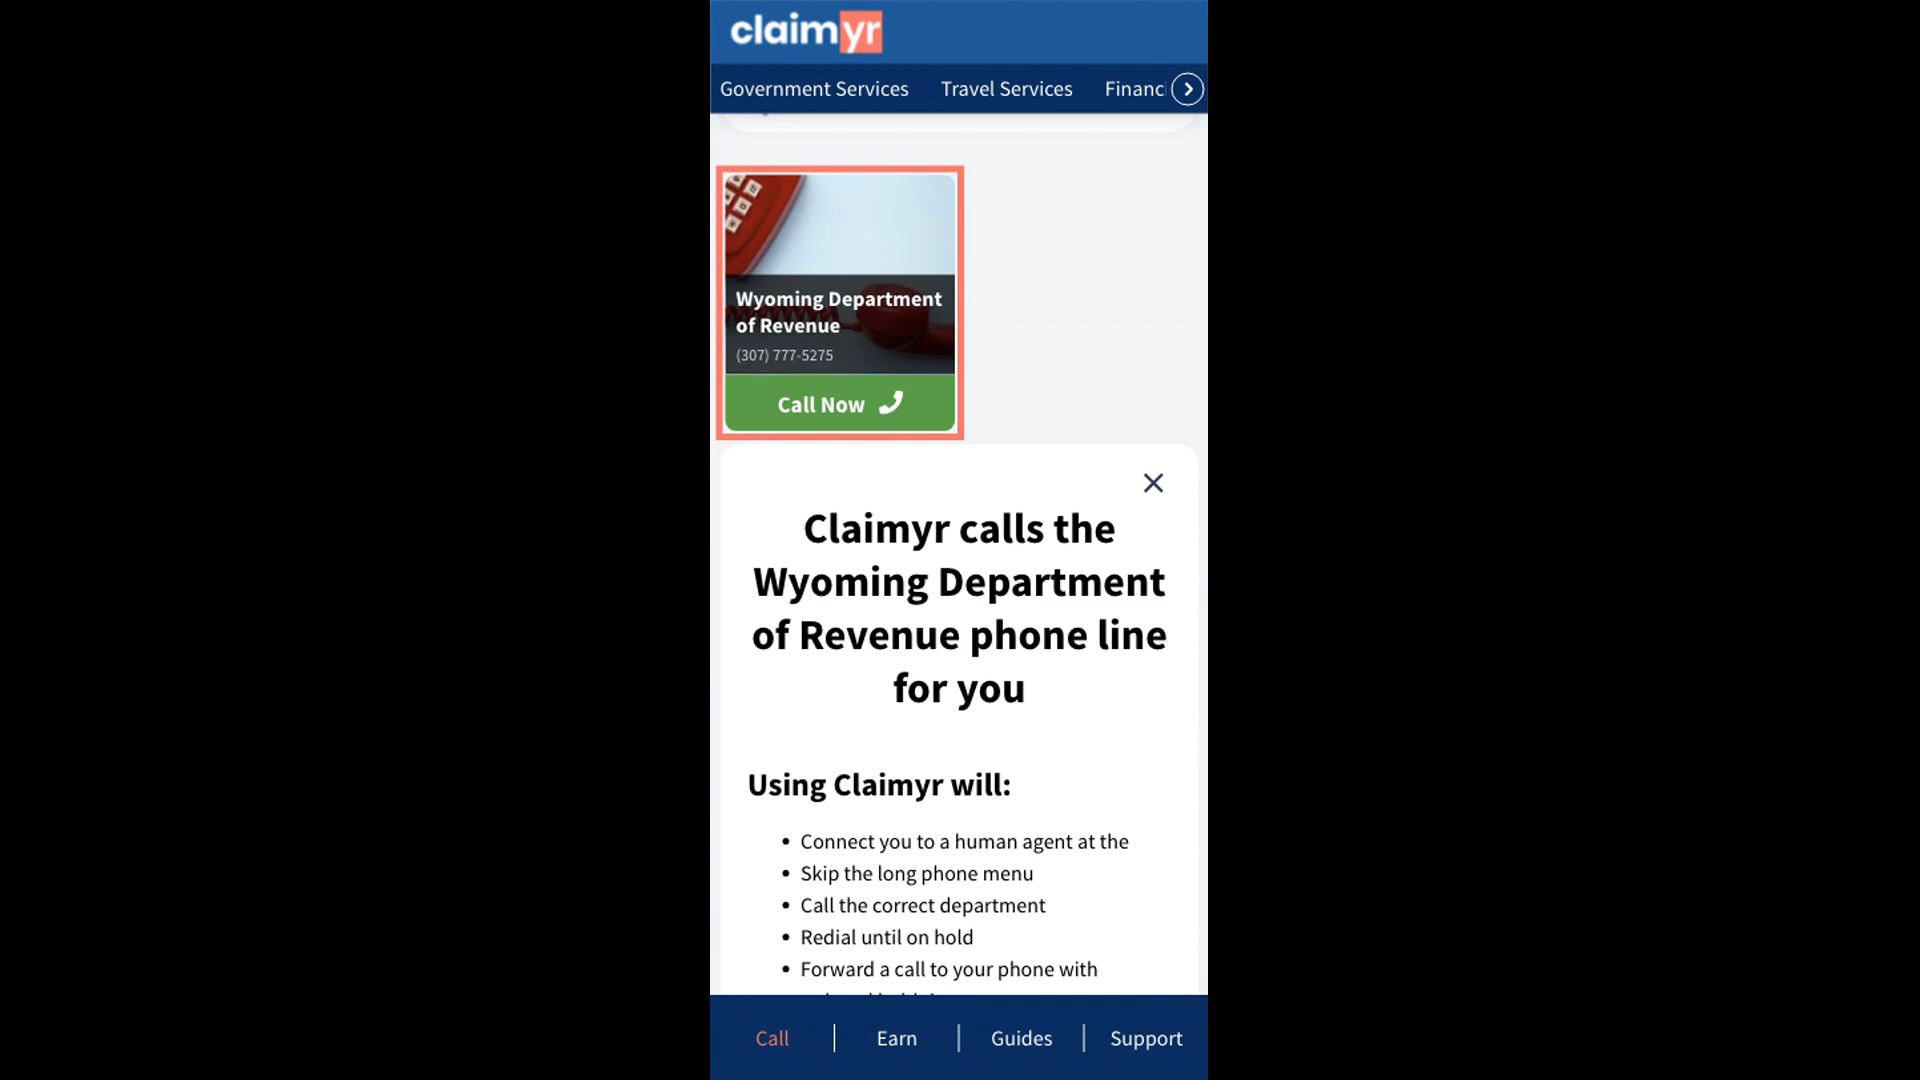 claimyr
Government Services Travel Services Financ
Wyoming Department
of Revenue
(307) 777-5275
Call Now
Claimyr calls the
Wyoming Department
of Revenue phone line
for you
Using Claimyr will:
• Connect you to a human agent at the
• Skip the long phone menu
• Call the correct department
• Redial until on hold
• Forward a call to your phone with
Call | Earn | Guides | Support